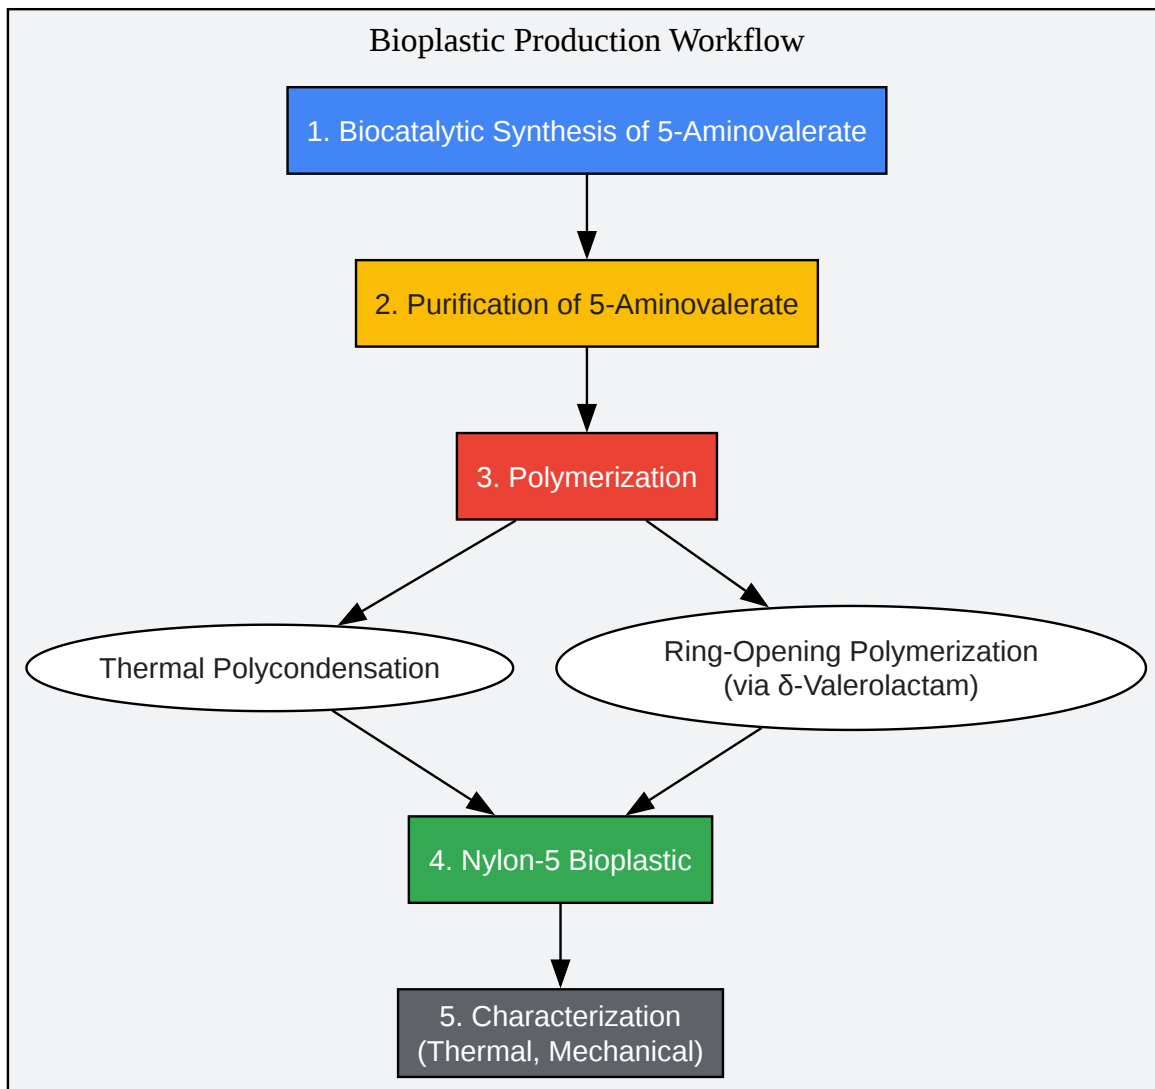 Bioplastic Production Workflow
1. Biocatalytic Synthesis of 5-Aminovalerate
2. Purification of 5-Aminovalerate
3. Polymerization
Thermal Polycondensation
Ring-Opening Polymerization
(via δ-Valerolactam)
4. Nylon-5 Bioplastic
5. Characterization
(Thermal, Mechanical)